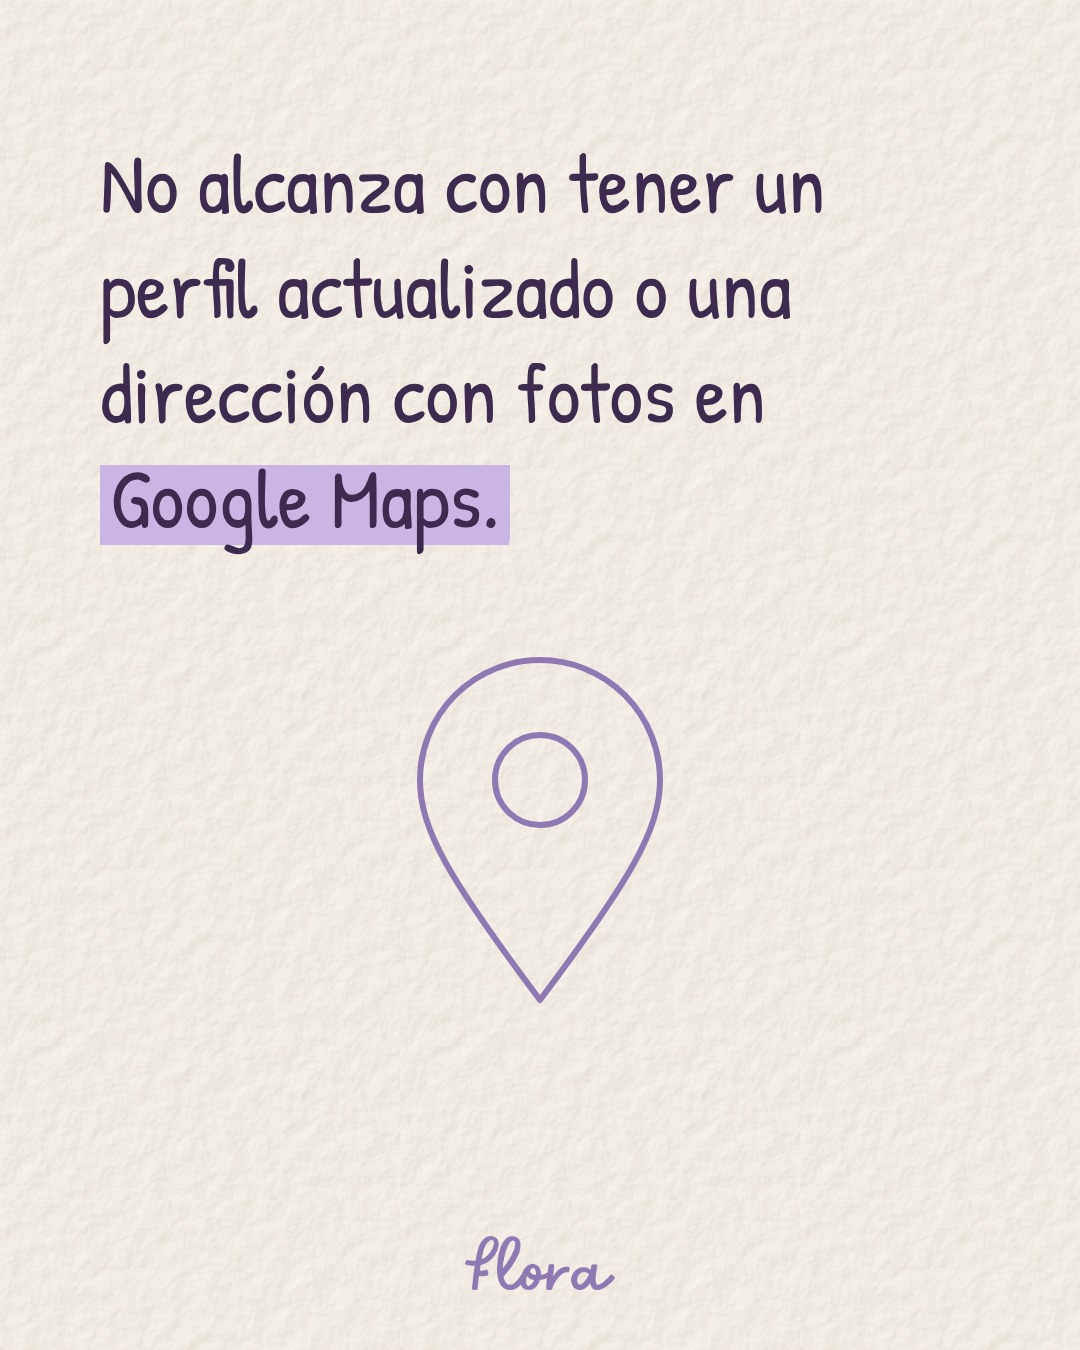 No alcanza con tener un
perfil actualizado o una
dirección con fotos en
Google Maps.
flora